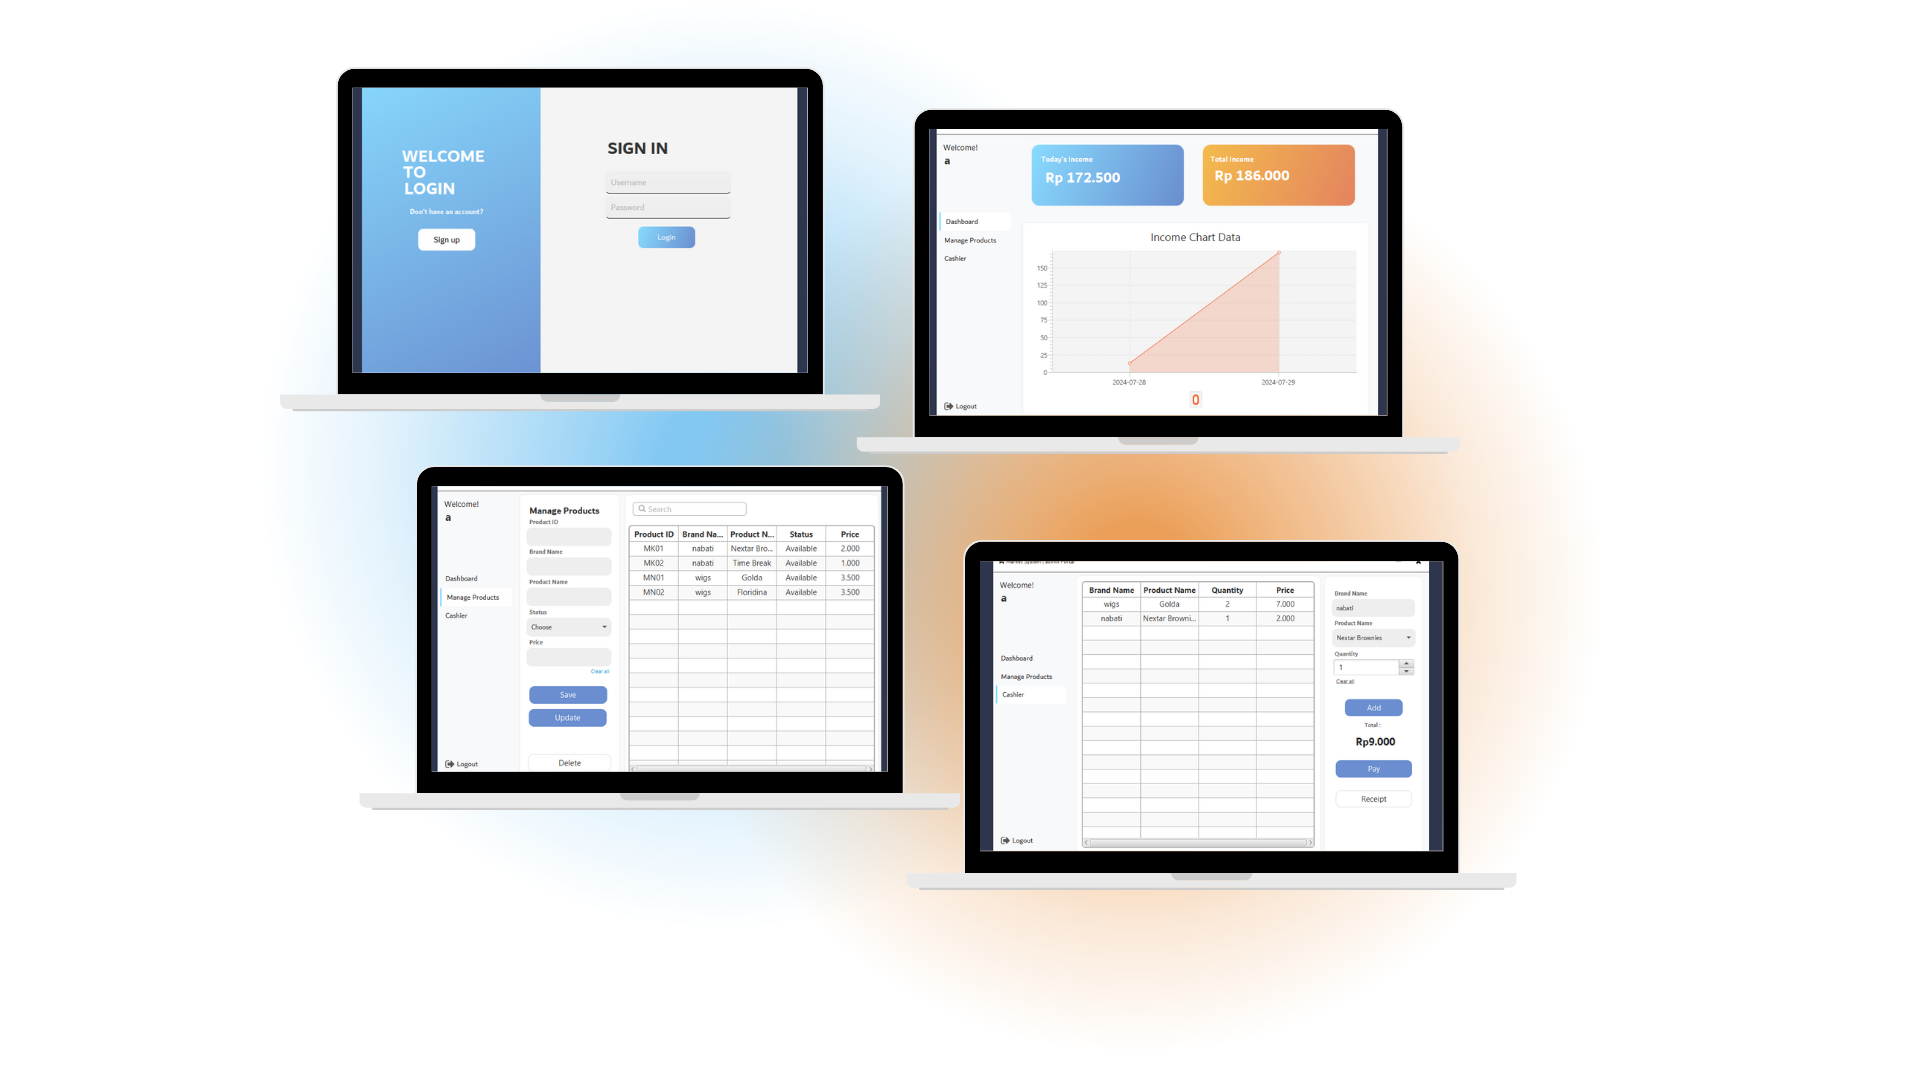 WELCOME
TO
LOGIN
Don't have an account?
Sign up
SIGN IN
Username
Password
Login
Welcome!
a
Dashboard
Manage Products
Cashier
Logout
Today's Income
Rp 172.500
Total Income
Rp 186.000
Income Chart Data
150
125
100
75
50
25
0
2024-07-28
2024-07-29
0
Welcome!
a
Dashboard
Manage Products
Cashier
Logout
Manage Products
Product ID
Brand Name
Product Name
Status
Choose
Price
Clear all
Save
Update
Delete
Search
Product ID Brand Na... Product N... Status Price
MK01 nabati Nextar Bro... Available 2.000
MK02 nabati Time Break Available 1.000
MN01 wigs Golda Available 3.500
MN02 wigs Floridina Available 3.500
Market System | admin Portal
Welcome!
a
Dashboard
Manage Products
Cashier
Logout
Brand Name Product Name Quantity Price
wigs Golda 2 7.000
nabati Nextar Browni... 1 2.000
Brand Name
nabati
Product Name
Nextar Brownies
Quantity
1
Clear all
Add
Total :
Rp9.000
Pay
Receipt